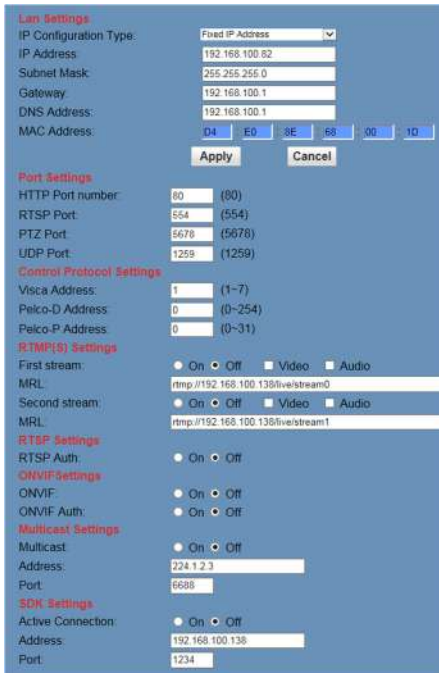 Lan Settings
IP Configuration Type: Fixed IP Address
IP Address: 192.168.100.82
Subnet Mask: 255.255.255.0
Gateway: 192.168.100.1
DNS Address: 192.168.100.1
MAC Address: D4 : E0 : 8E : 68 : 00 : 1D
Apply Cancel
Port Settings
HTTP Port number: 80 (80)
RTSP Port: 554 (554)
PTZ Port: 5678 (5678)
UDP Port: 1259 (1259)
Control Protocol Settings
Visca Address: 1 (1~7)
Pelco-D Address: 0 (0~254)
Pelco-P Address: 0 (0~31)
RTMP(S) Settings
First stream: On Off Video Audio
MRL: rtmp://192.168.100.138/live/stream0
Second stream: On Off Video Audio
MRL: rtmp://192.168.100.138/live/stream1
RTSP Settings
RTSP Auth: On Off
ONVIFSettings
ONVIF: On Off
ONVIF Auth: On Off
Multicast Settings
Multicast: On Off
Address: 224.1.2.3
Port: 6688
SDK Settings
Active Connection: On Off
Address: 192.168.100.138
Port: 1234